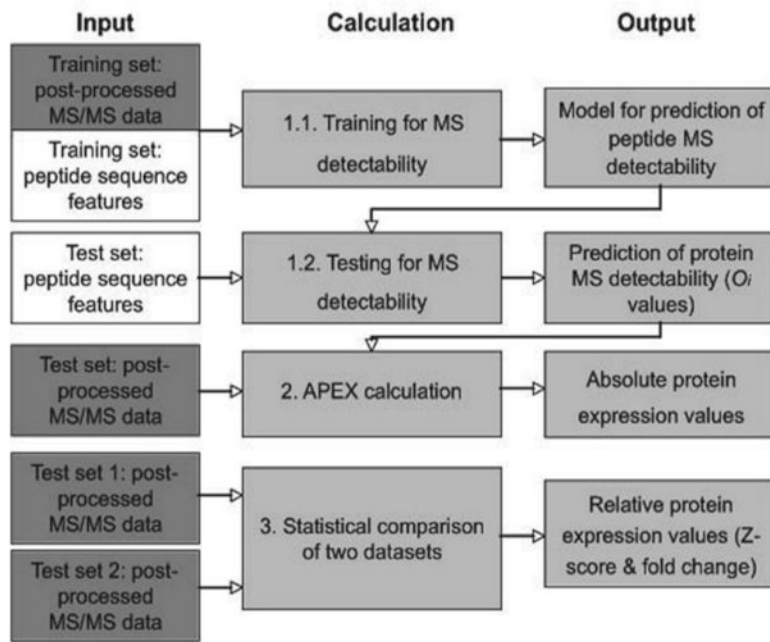 Input
Calculation
Output
Training set:
post-processed
MS/MS data
Training set:
peptide sequence
features
1.1. Training for MS
detectability
Model for prediction of
peptide MS
detectability
Test set:
peptide sequence
features
1.2. Testing for MS
detectability
Prediction of protein
MS detectability (Oi
values)
Test set: post-
processed
MS/MS data
2. APEX calculation
Absolute protein
expression values
Test set 1: post-
processed
MS/MS data
Test set 2: post-
processed
MS/MS data
3. Statistical comparison
of two datasets
Relative protein
expression values (Z-
score & fold change)